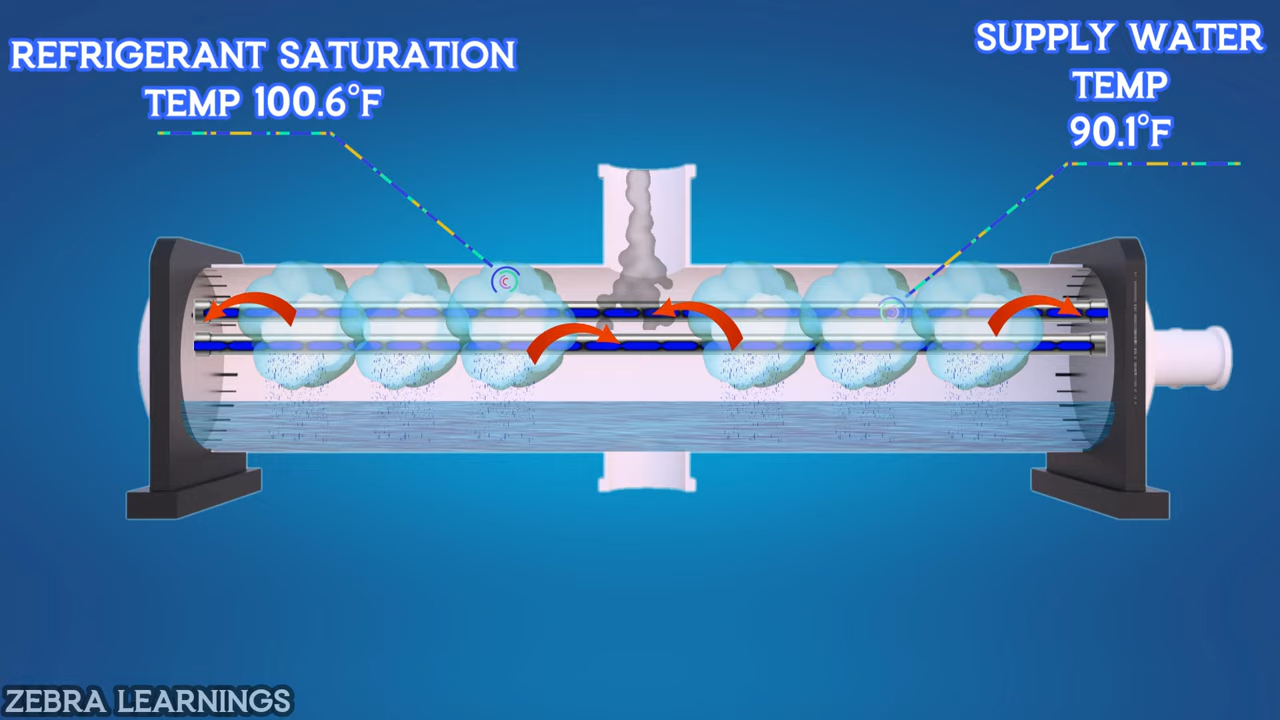 REFRIGERANT SATURATION
TEMP 100.6°F
SUPPLY WATER
TEMP
90.1°F
ZEBRA LEARNINGS